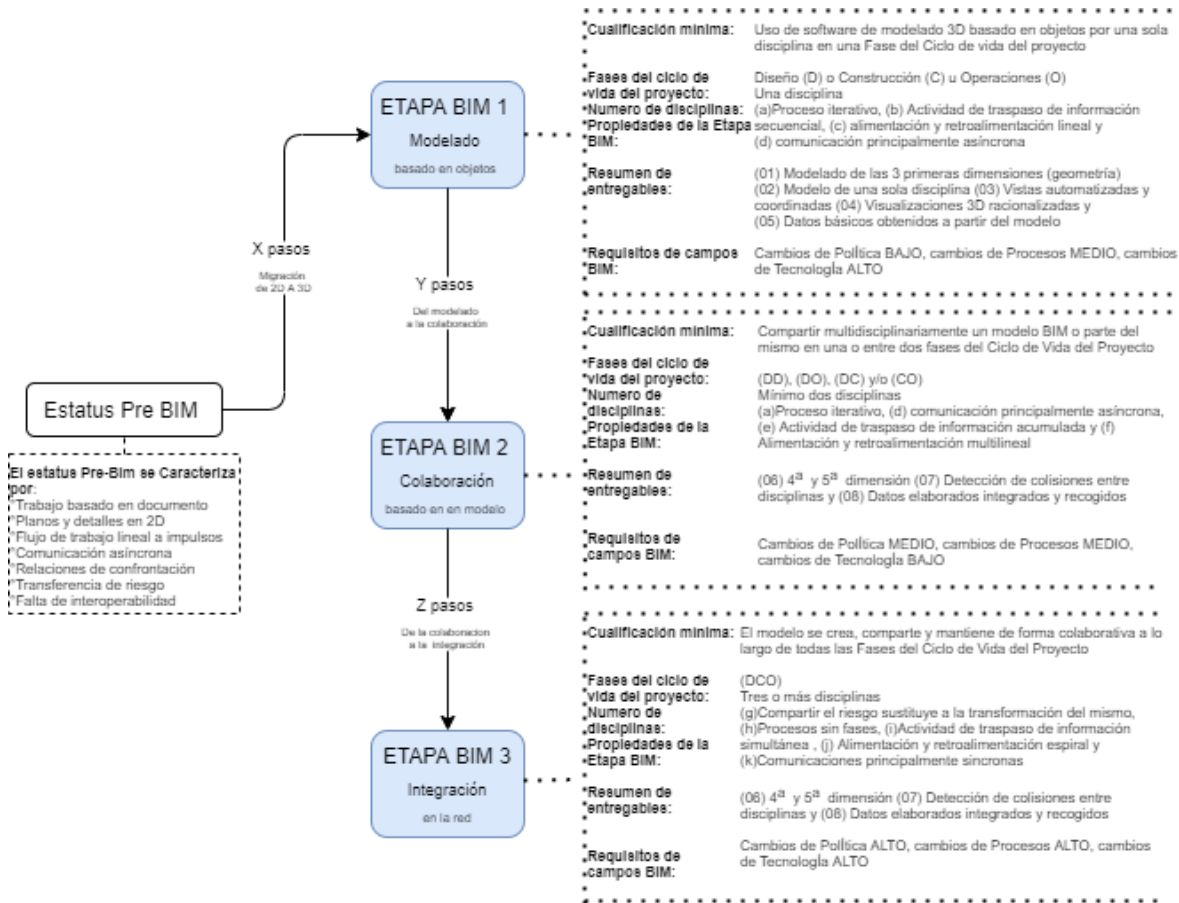 Estatus Pre BIM
El estatus Pre-Bim se Caracteriza
por:
*Trabajo basado en documento
*Planos y detalles en 2D
*Flujo de trabajo lineal a impulsos
*Comunicación asíncrona
*Relaciones de confrontación
*Transferencia de riesgo
*Falta de interoperabilidad
X pasos
Migración
de 2D A 3D
ETAPA BIM 1
Modelado
basado en objetos
Y pasos
Del modelado
a la colaboración
ETAPA BIM 2
Colaboración
basado en en modelo
Z pasos
De la colaboracion
a la integración
ETAPA BIM 3
Integración
en la red
Cualificación minima: Uso de software de modelado 3D basado en objetos por una sola
disciplina en una Fase del Ciclo de vida del proyecto
Fases del ciclo de Diseño (D) o Construcción (C) u Operaciones (O)
vida del proyecto: Una disciplina
Numero de disciplinas: (a)Proceso iterativo, (b) Actividad de traspaso de información
Propiedades de la Etapa secuencial, (c) alimentación y retroalimentación lineal y
BIM: (d) comunicación principalmente asíncrona
Resumen de (01) Modelado de las 3 primeras dimensiones (geometría)
entregables: (02) Modelo de una sola disciplina (03) Vistas automatizadas y
coordinadas (04) Visualizaciones 3D racionalizadas y
(05) Datos básicos obtenidos a partir del modelo
Requisitos de campos Cambios de Política BAJO, cambios de Procesos MEDIO, cambios
BIM: de Tecnología ALTO
Cualificación minima: Compartir multidisciplinariamente un modelo BIM o parte del
mismo en una o entre dos fases del Ciclo de Vida del Proyecto
Fases del ciclo de
vida del proyecto: (DD), (DO), (DC) y/o (CO)
Numero de Mínimo dos disciplinas
disciplinas: (a)Proceso iterativo, (d) comunicación principalmente asíncrona,
Propiedades de la (e) Actividad de traspaso de información acumulada y (f)
Etapa BIM: Alimentación y retroalimentación multilineal
Resumen de (06) 4ª y 5ª dimensión (07) Detección de colisiones entre
entregables: disciplinas y (08) Datos elaborados integrados y recogidos
Requisitos de Cambios de Política MEDIO, cambios de Procesos MEDIO,
campos BIM: cambios de Tecnología BAJO
Cualificación minima: El modelo se crea, comparte y mantiene de forma colaborativa a lo
largo de todas las Fases del Ciclo de Vida del Proyecto
Fases del ciclo de (DCO)
vida del proyecto: Tres o más disciplinas
Numero de (g)Compartir el riesgo sustituye a la transformación del mismo,
disciplinas: (h)Procesos sin fases, (i)Actividad de traspaso de información
Propiedades de la simultánea , (j) Alimentación y retroalimentación espiral y
Etapa BIM: (k)Comunicaciones principalmente sincronas
Resumen de (06) 4ª y 5ª dimensión (07) Detección de colisiones entre
entregables: disciplinas y (08) Datos elaborados integrados y recogidos
Requisitos de Cambios de Política ALTO, cambios de Procesos ALTO, cambios
campos BIM: de Tecnología ALTO